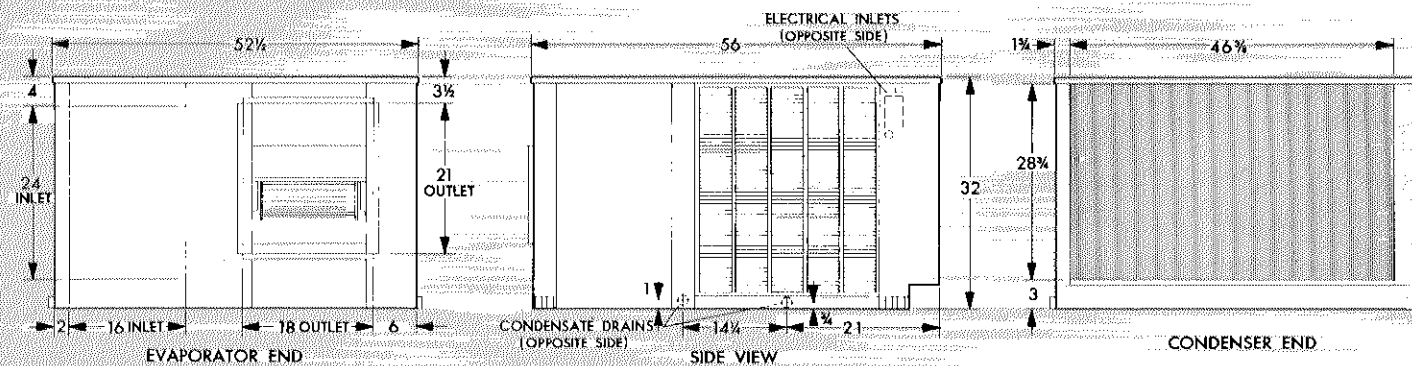 ELECTRICAL INLETS
(OPPOSITE SIDE)
52¼
56
1¾
46¾
4
3½
24
INLET
21
OUTLET
32
28¾
1
¾
3
2
16 INLET
18 OUTLET
6
CONDENSATE DRAINS
(OPPOSITE SIDE)
14¼
21
EVAPORATOR END
SIDE VIEW
CONDENSER END